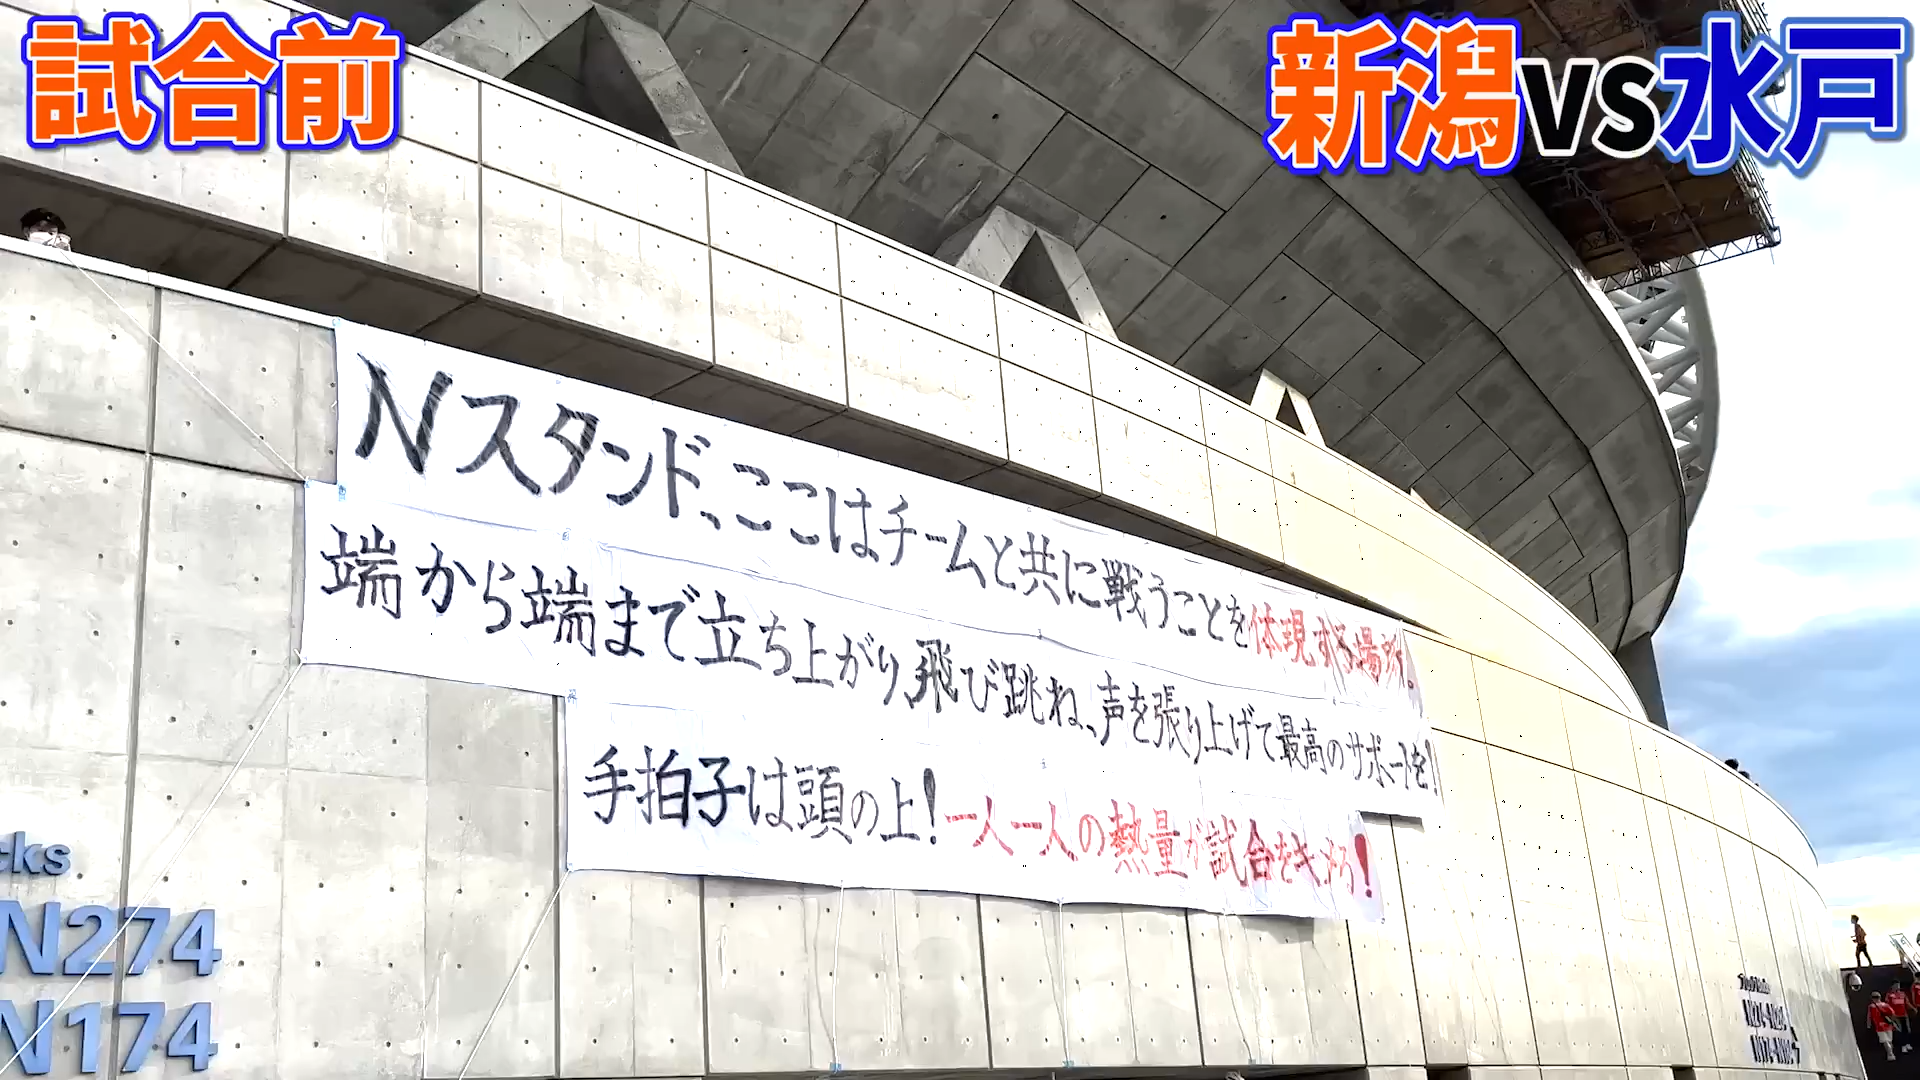 試合前
新潟vs水戸
Nスタンド、ここはチームと共に戦うことを体現する場所。
端から端まで立ち上がり、飛び跳ね、声を張り上げて最高のサポートを!
手拍子は頭の上!一人一人の熱量が試合をキメろ!
cks
N274
N174